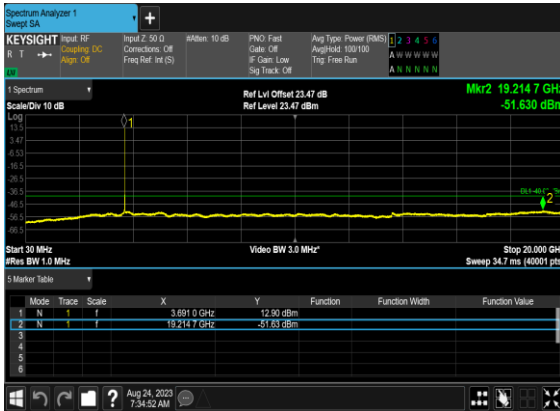 Spectrum Analyzer 1
Swept SA
KEYSIGHT
R T
Input: RF
Coupling: DC
Align: Off
Input Z: 50 Ω
Corrections: Off
Freq Ref: Int (S)
#Atten: 10 dB
PNO: Fast
Gate: Off
IF Gain: Low
Sig Track: Off
Avg Type: Power (RMS)
Avg|Hold: 100/100
Trig: Free Run
1 2 3 4 5 6
A W W W W W
A N N N N N
1 Spectrum
Scale/Div 10 dB
Ref Lvl Offset 23.47 dB
Ref Level 23.47 dBm
Mkr2 19.214 7 GHz
-51.630 dBm
Log
13.5
3.47
-6.53
-16.5
-26.5
-36.5
-46.5
-56.5
-66.5
1
2
Start 30 MHz
#Res BW 1.0 MHz
Video BW 3.0 MHz*
Stop 20.000 GH
Sweep 34.7 ms (40001 pts
5 Marker Table
Mode Trace Scale X Y Function Function Width Function Value
1 N 1 f 3.691 0 GHz 12.90 dBm
2 N 1 f 19.214 7 GHz -51.63 dBm
3
4
5
6
?
Aug 24, 2023
7:34:52 AM